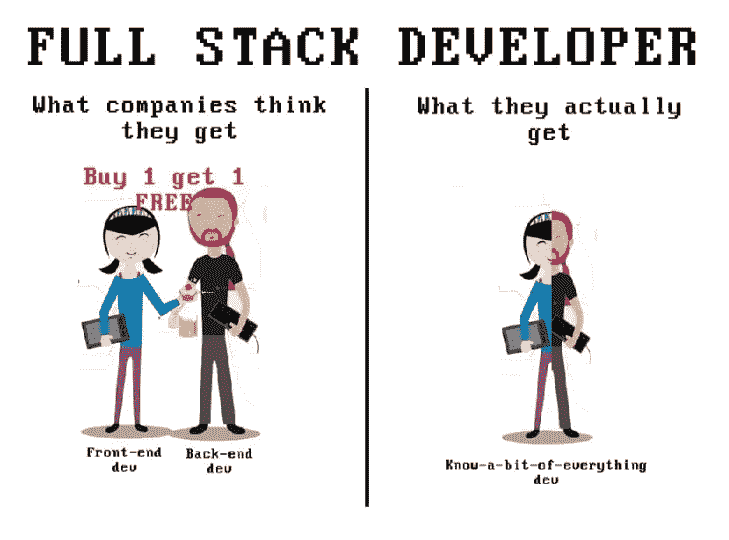 FULL STACK DEVELOPER
What companies think
they get
Buy 1 get 1
FREE
Front-end
dev
Back-end
dev
What they actually
get
Know-a-bit-of-everything
dev